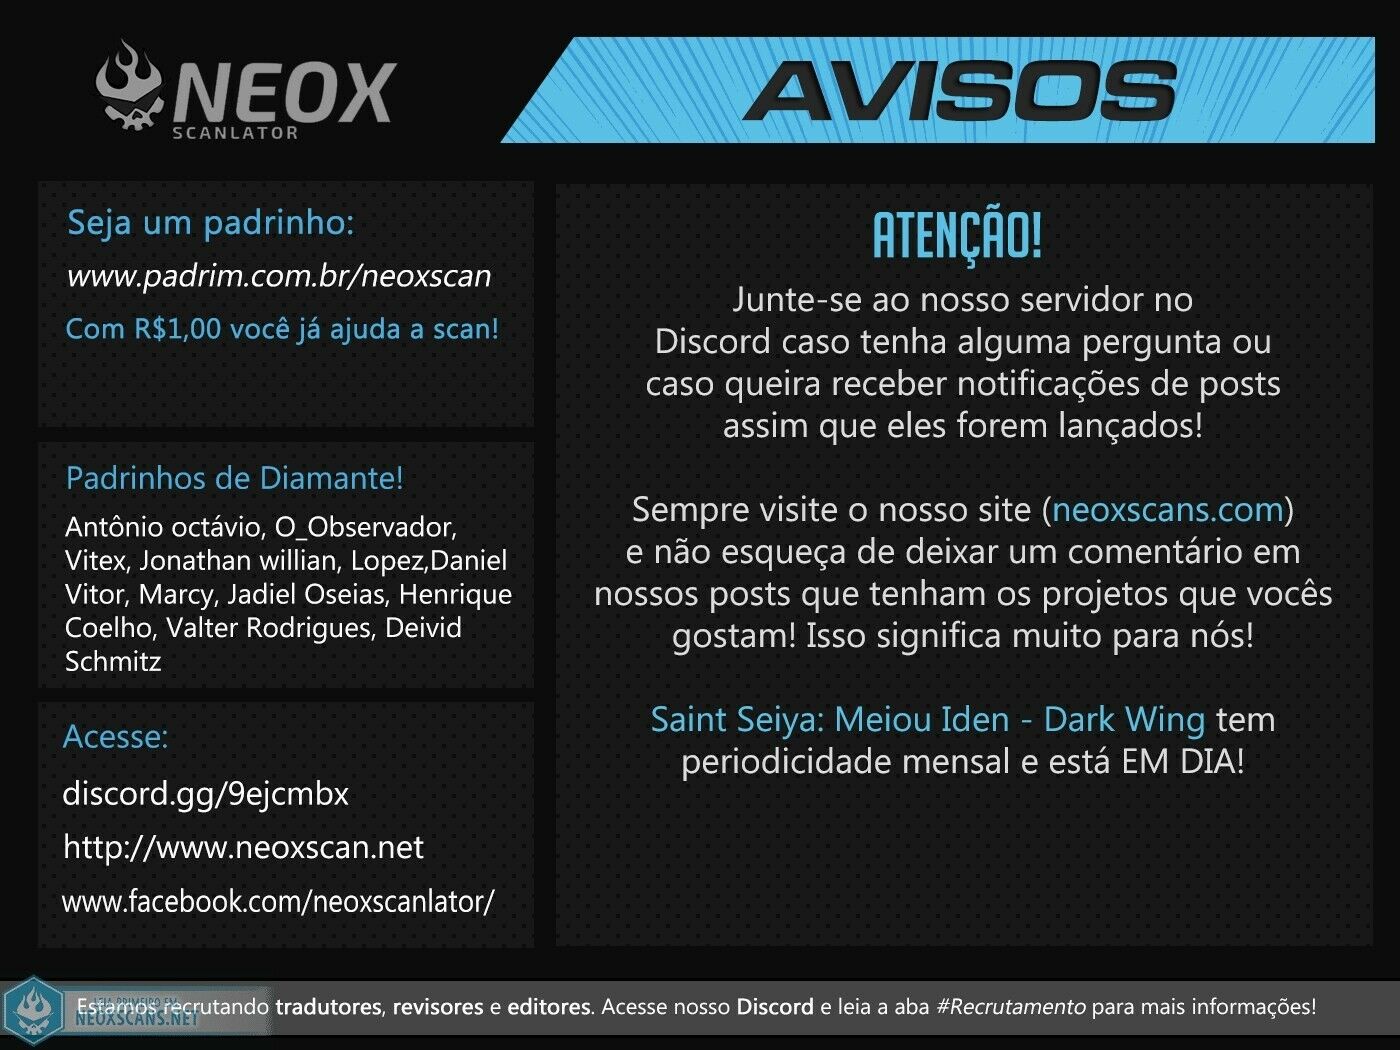 NEOX
SCANLATOR
AVISOS
Seja um padrinho:
www.padrim.com.br/neoxscan
Com R$1,00 você já ajuda a scan!
Padrinhos de Diamante!
Antônio octávio, O_Observador,
Vitex, Jonathan willian, Lopez,Daniel
Vitor, Marcy, Jadiel Oseias, Henrique
Coelho, Valter Rodrigues, Deivid
Schmitz
Acesse:
discord.gg/9ejcmbx
http://www.neoxscan.net
www.facebook.com/neoxscanlator/
ATENÇÃO!
Junte-se ao nosso servidor no
Discord caso tenha alguma pergunta ou
caso queira receber notificações de posts
assim que eles forem lançados!
Sempre visite o nosso site (neoxscans.com)
e não esqueça de deixar um comentário em
nossos posts que tenham os projetos que vocês
gostam! Isso significa muito para nós!
Saint Seiya: Meiou Iden - Dark Wing tem
periodicidade mensal e está EM DIA!
Estamos recrutando tradutores, revisores e editores. Acesse nosso Discord e leia a aba #Recrutamento para mais informações!
LEIA PRIMEIRO EM
NEOXSCANS.NET